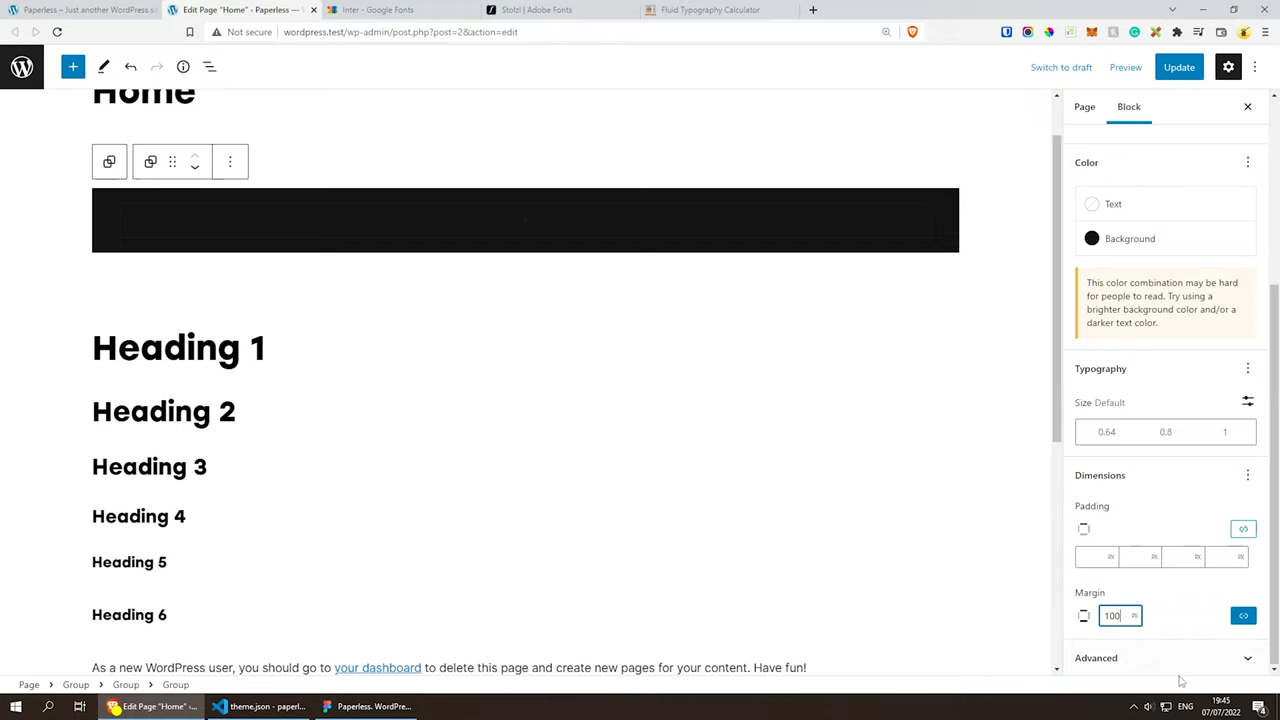 Paperless – Just another WordPress si
Edit Page "Home" ‹ Paperless — W
Inter - Google Fonts
Stolzl | Adobe Fonts
Fluid Typography Calculator
Not secure
wordpress.test/wp-admin/post.php?post=2&action=edit
Switch to draft
Preview
Update
Home
Page
Block
Color
Text
Background
This color combination may be hard
for people to read. Try using a
brighter background color and/or a
darker text color.
Heading 1
Heading 2
Heading 3
Heading 4
Heading 5
Heading 6
Typography
Size Default
0.64 0.8 1
Dimensions
Padding
PX PX PX PX
Margin
100 PX
Advanced
As a new WordPress user, you should go to your dashboard to delete this page and create new pages for your content. Have fun!
Page › Group › Group › Group
Edit Page "Home" ‹...
theme.json - paperl...
Paperless. WordPre...
ENG
19:45
07/07/2022